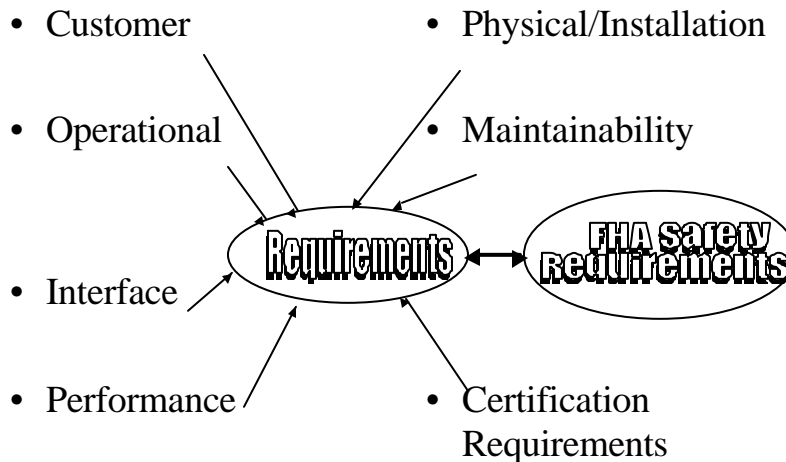 • Customer
• Physical/Installation
• Operational
• Maintainability
Requirements
FHA Safety
Requirements
• Interface
• Performance
• Certification
Requirements